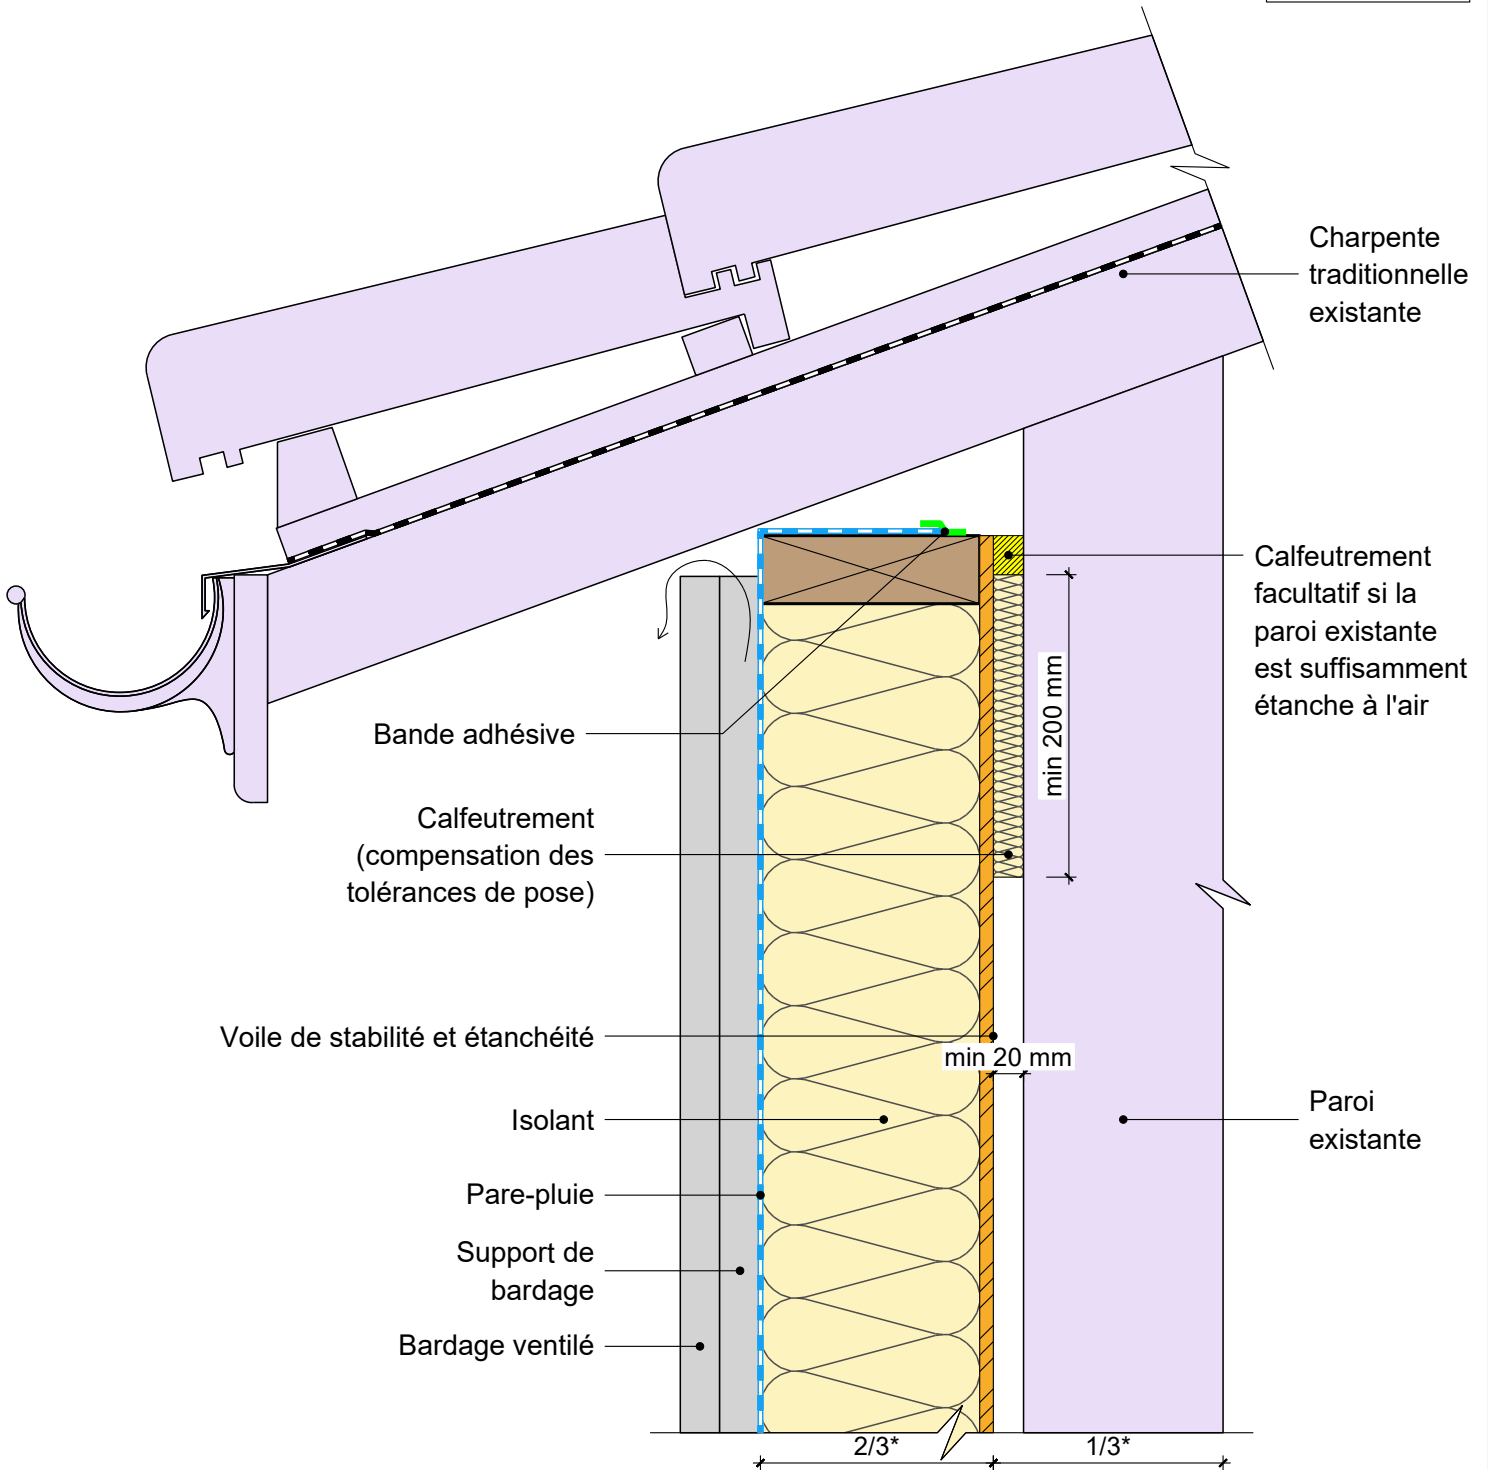 Charpente
traditionnelle
existante
Calfeutrement
facultatif si la
paroi existante
est suffisamment
étanche à l'air
min 200 mm
Bande adhésive
Calfeutrement
(compensation des
tolérances de pose)
Voile de stabilité et étanchéité
min 20 mm
Isolant
Paroi
existante
Pare-pluie
Support de
bardage
Bardage ventilé
2/3*
1/3*